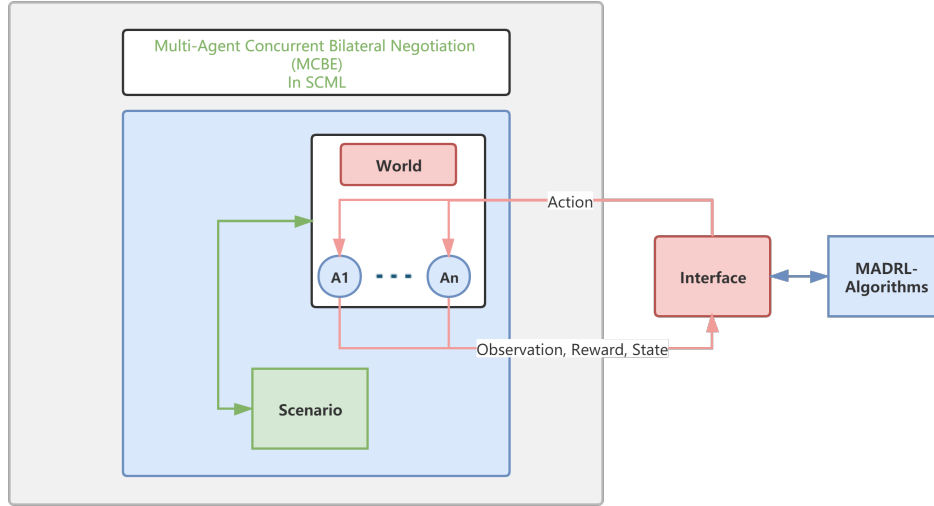 Multi-Agent Concurrent Bilateral Negotiation
(MCBE)
In SCML
World
Action
A1
An
Interface
MADRL-
Algorithms
Observation, Reward, State
Scenario